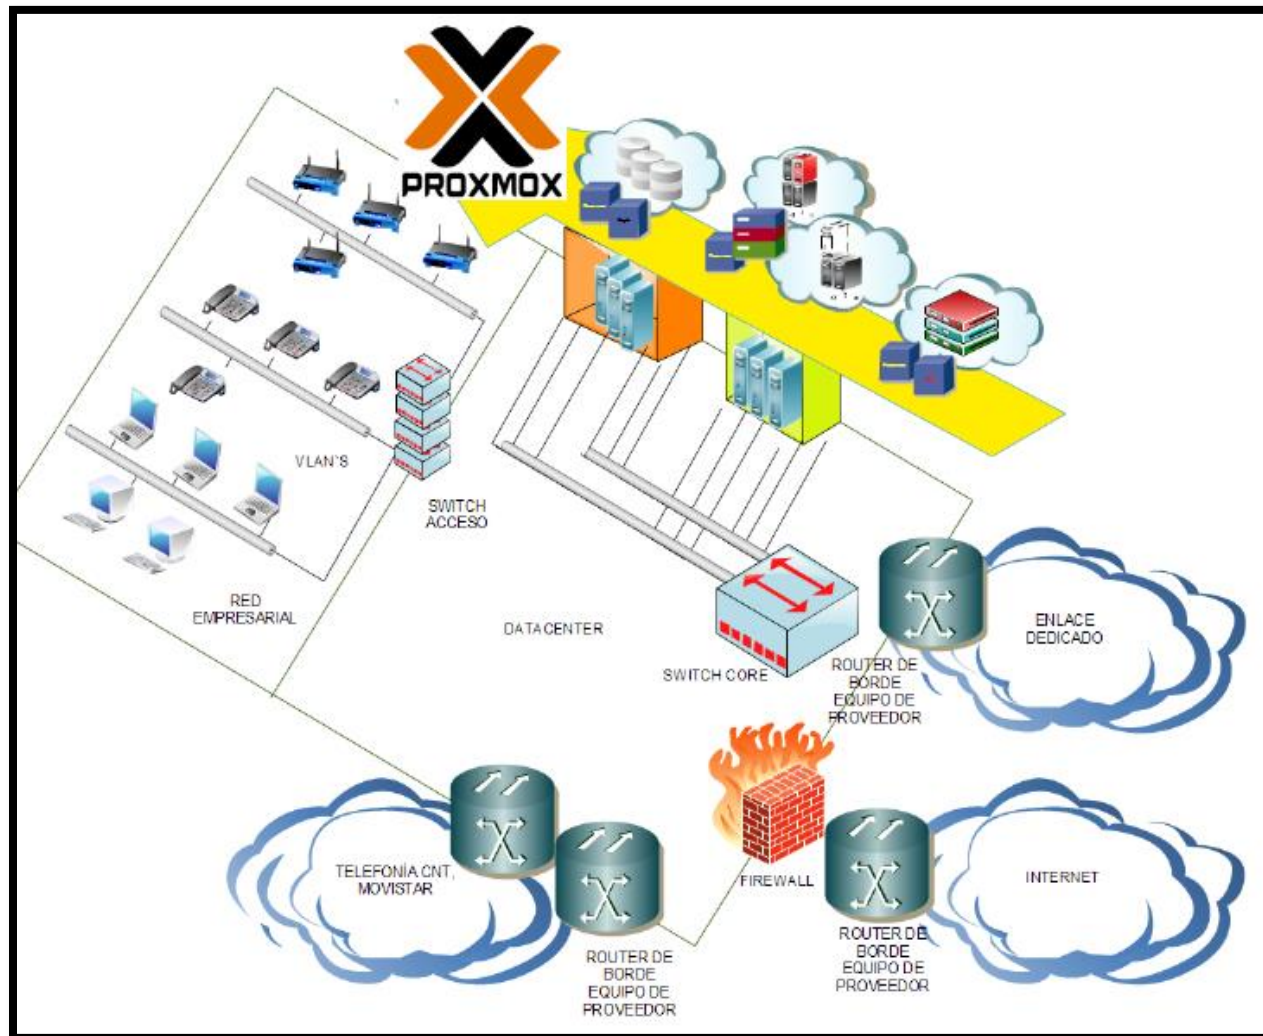 PROXMOX
VLAN`S
SWITCH
ACCESO
RED
EMPRESARIAL
DATACENTER
SWITCH CORE
ROUTER DE
BORDE
EQUIPO DE
PROVEEDOR
ENLACE
DEDICADO
TELEFONÍA CNT,
MOVISTAR
FIREWALL
INTERNET
ROUTER DE
BORDE
EQUIPO DE
PROVEEDOR
ROUTER DE
BORDE
EQUIPO DE
PROVEEDOR